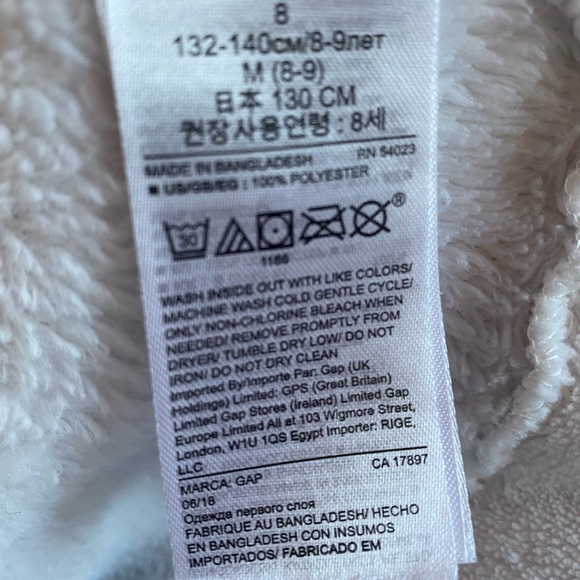 8
132-140см/8-9лет
M (8-9)
日本 130 CM
권장사용연령 : 8세
MADE IN BANGLADESH RN 54023
■ US/GB/EG : 100% POLYESTER
30 ®
1166
WASH INSIDE OUT WITH LIKE COLORS/
MACHINE WASH COLD GENTLE CYCLE/
ONLY NON-CHLORINE BLEACH WHEN
NEEDED/ REMOVE PROMPTLY FROM
DRYER/ TUMBLE DRY LOW/ DO NOT
IRON/ DO NOT DRY CLEAN
Imported By/Importe Par: Gap (UK
Holdings) Limited: GPS (Great Britain)
Limited Gap Stores (Ireland) Limited Gap
Europe Limited All at 103 Wigmore Street,
London, W1U 1QS Egypt Importer: RIGE,
LLC
MARCA: GAP CA 17897
06/18
Одежда первого слоя
FABRIQUE AU BANGLADESH/ HECHO
EN BANGLADESH CON INSUMOS
IMPORTADOS/ FABRICADO EM